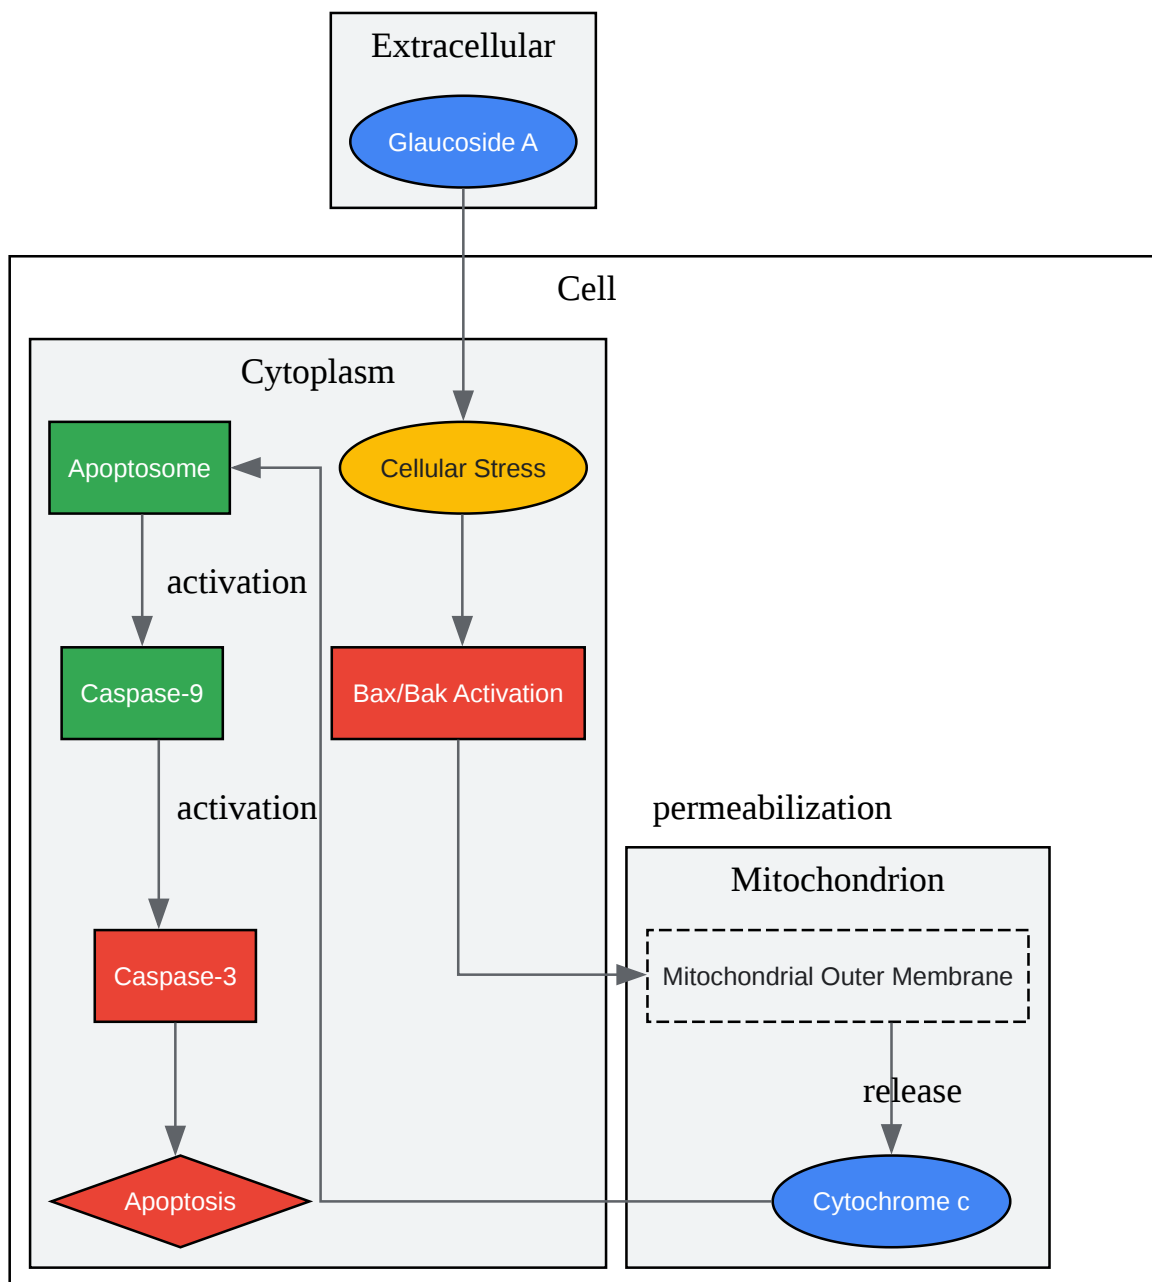 Extracellular
Glaucoside A
Cell
Cytoplasm
Apoptosome
Cellular Stress
activation
Caspase-9
Bax/Bak Activation
activation
permeabilization
Mitochondrion
Caspase-3
Mitochondrial Outer Membrane
release
Apoptosis
Cytochrome c